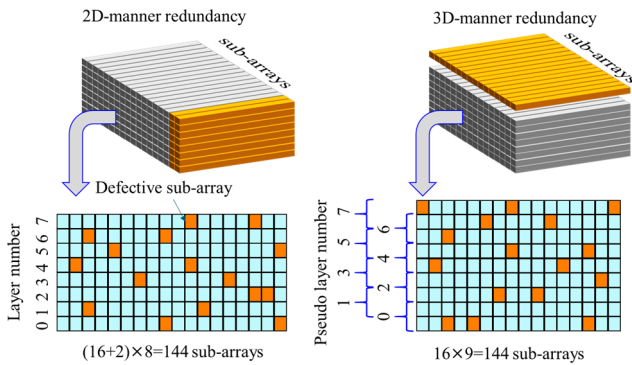 2D-manner redundancy
sub-arrays
Defective sub-array
Layer number
0 1 2 3 4 5 6 7
(16+2)×8=144 sub-arrays
3D-manner redundancy
sub-arrays
Pseudo layer number
1 3 5 7
0 2 4 6
16×9=144 sub-arrays